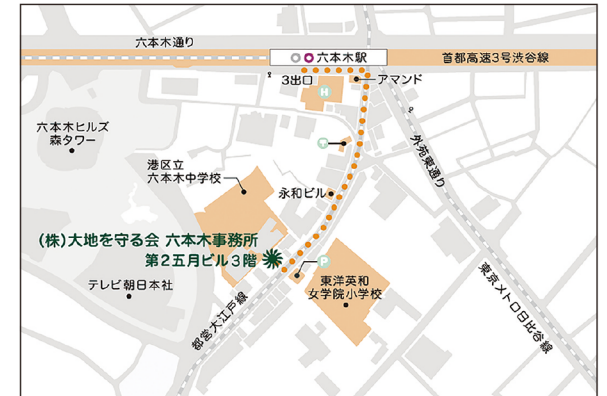 六本木通り
六本木駅
首都高速3号渋谷線
3出口
アマンド
H
六本木ヒルズ
森タワー
外苑東通り
港区立
六本木中学校
永和ビル
(株)大地を守る会 六本木事務所
第2五月ビル3階
P
テレビ朝日本社
東洋英和
女学院小学校
都営大江戸線
東京メトロ日比谷線